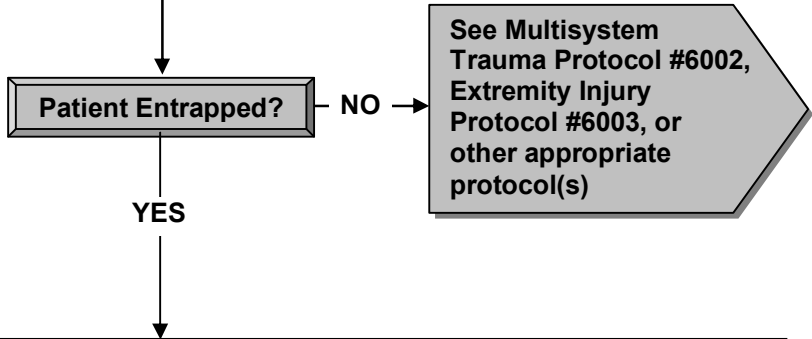 Patient Entrapped?
NO
See Multisystem
Trauma Protocol #6002,
Extremity Injury
Protocol #6003, or
other appropriate
protocol(s)
YES